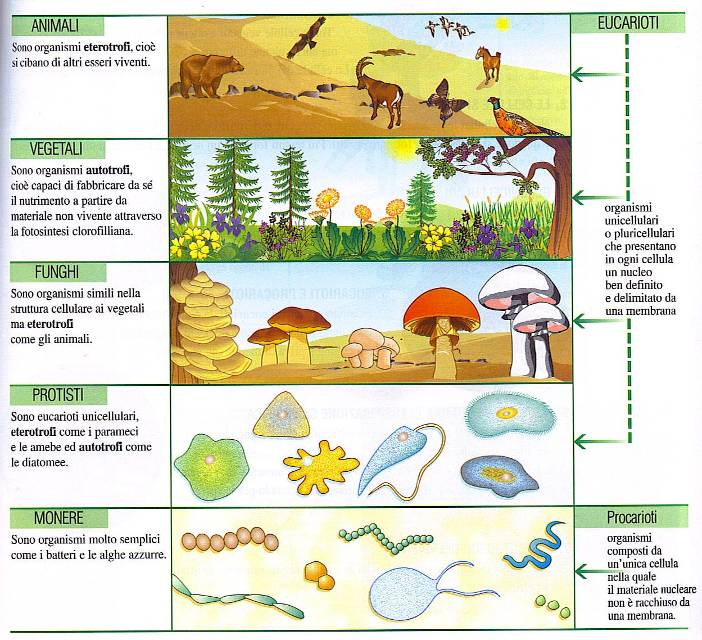 ANIMALI
Sono organismi eterotrofi, cioè
si cibano di altri esseri viventi.
EUCARIOTI
VEGETALI
Sono organismi autotrofi,
cioè capaci di fabbricare da sé
il nutrimento a partire da
materiale non vivente attraverso
la fotosintesi clorofilliana.
organismi
unicellulari
o pluricellulari
che presentano
in ogni cellula
un nucleo
ben definito
e delimitato da
una membrana
FUNGHI
Sono organismi simili nella
struttura cellulare ai vegetali
ma eterotrofi
come gli animali.
PROTISTI
Sono eucarioti unicellulari,
eterotrofi come i parameci
e le amebe ed autotrofi come
le diatomee.
MONERE
Sono organismi molto semplici
come i batteri e le alghe azzurre.
Procarioti
organismi
composti da
un'unica cellula
nella quale
il materiale nucleare
non è racchiuso da
una membrana.